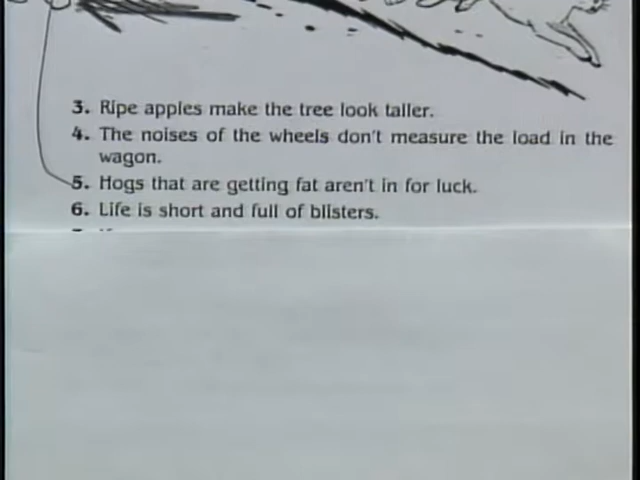 3. Ripe apples make the tree look taller.
4. The noises of the wheels don't measure the load in the
wagon.
5. Hogs that are getting fat aren't in for luck.
6. Life is short and full of blisters.